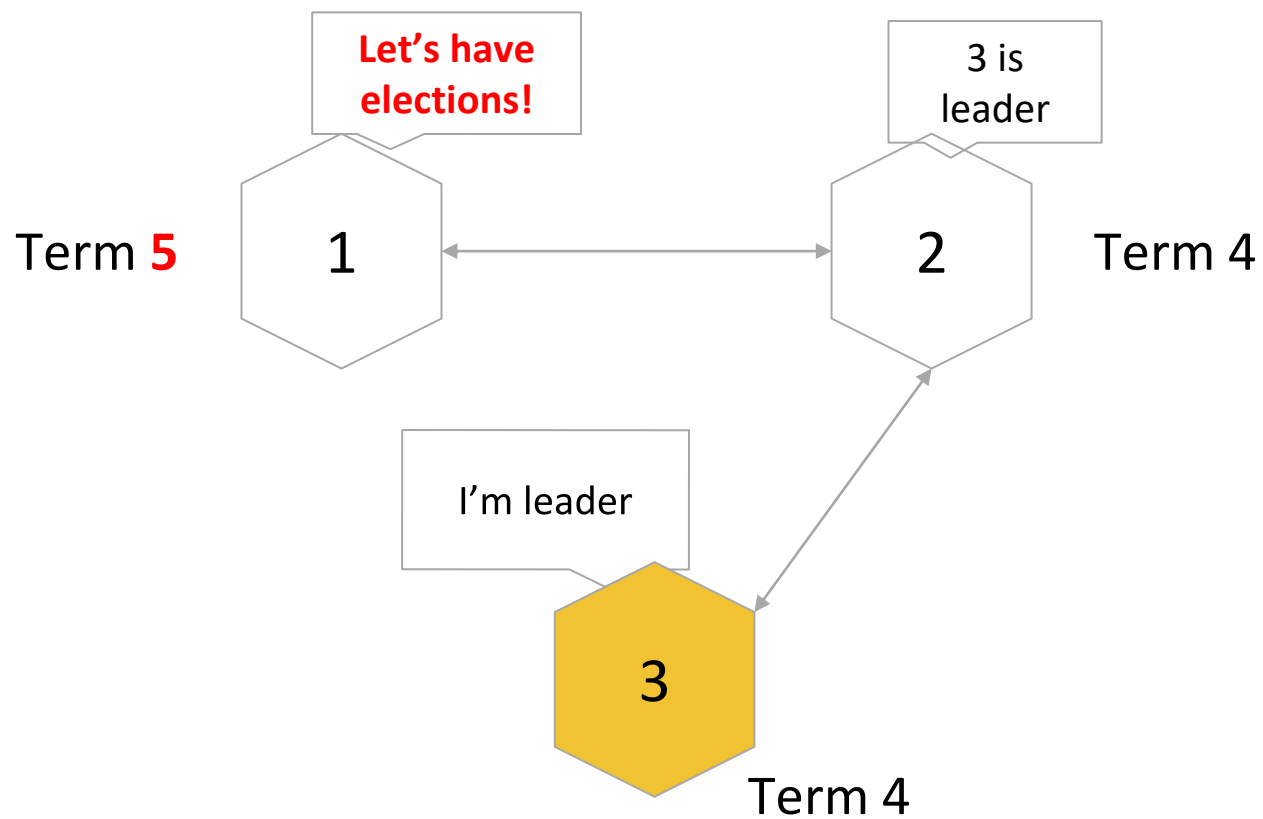 Let’s have
elections!
3 is
leader
Term 5
1
2
Term 4
I’m leader
3
Term 4